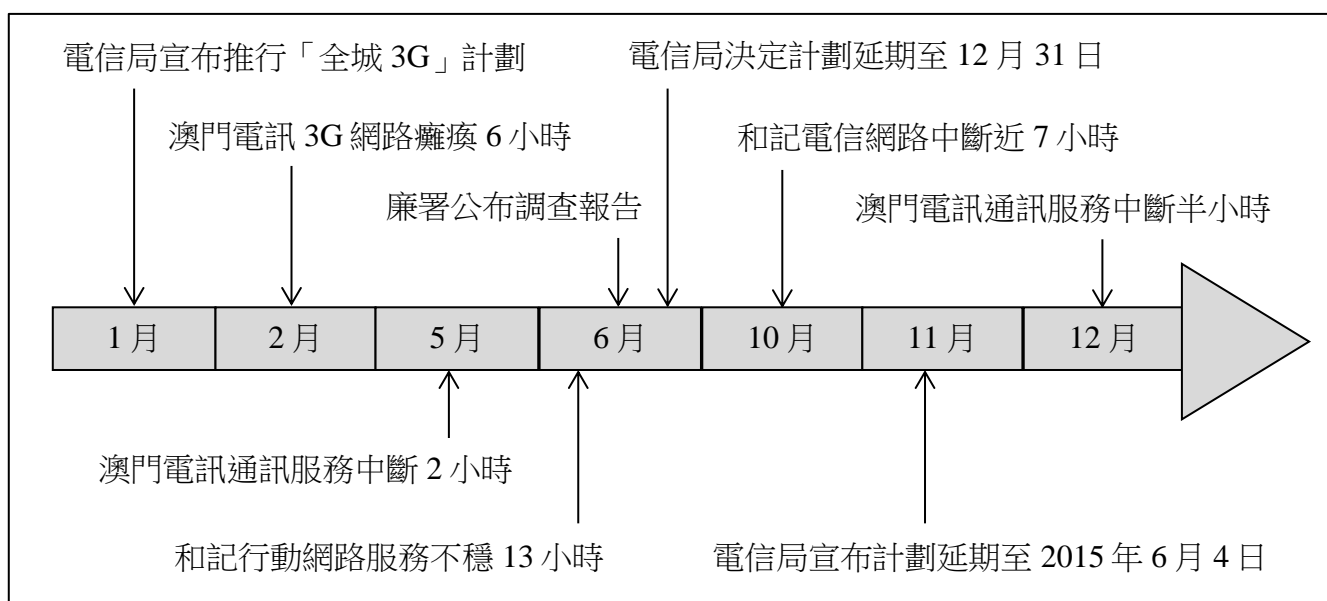 電信局宣布推行「全城 3G」計劃
電信局決定計劃延期至 12 月 31 日
澳門電訊 3G 網路癱瘓 6 小時
和記電信網路中斷近 7 小時
廉署公布調查報告
澳門電訊通訊服務中斷半小時
1 月
2 月
5 月
6 月
10 月
11 月
12 月
澳門電訊通訊服務中斷 2 小時
和記行動網路服務不穩 13 小時
電信局宣布計劃延期至 2015 年 6 月 4 日